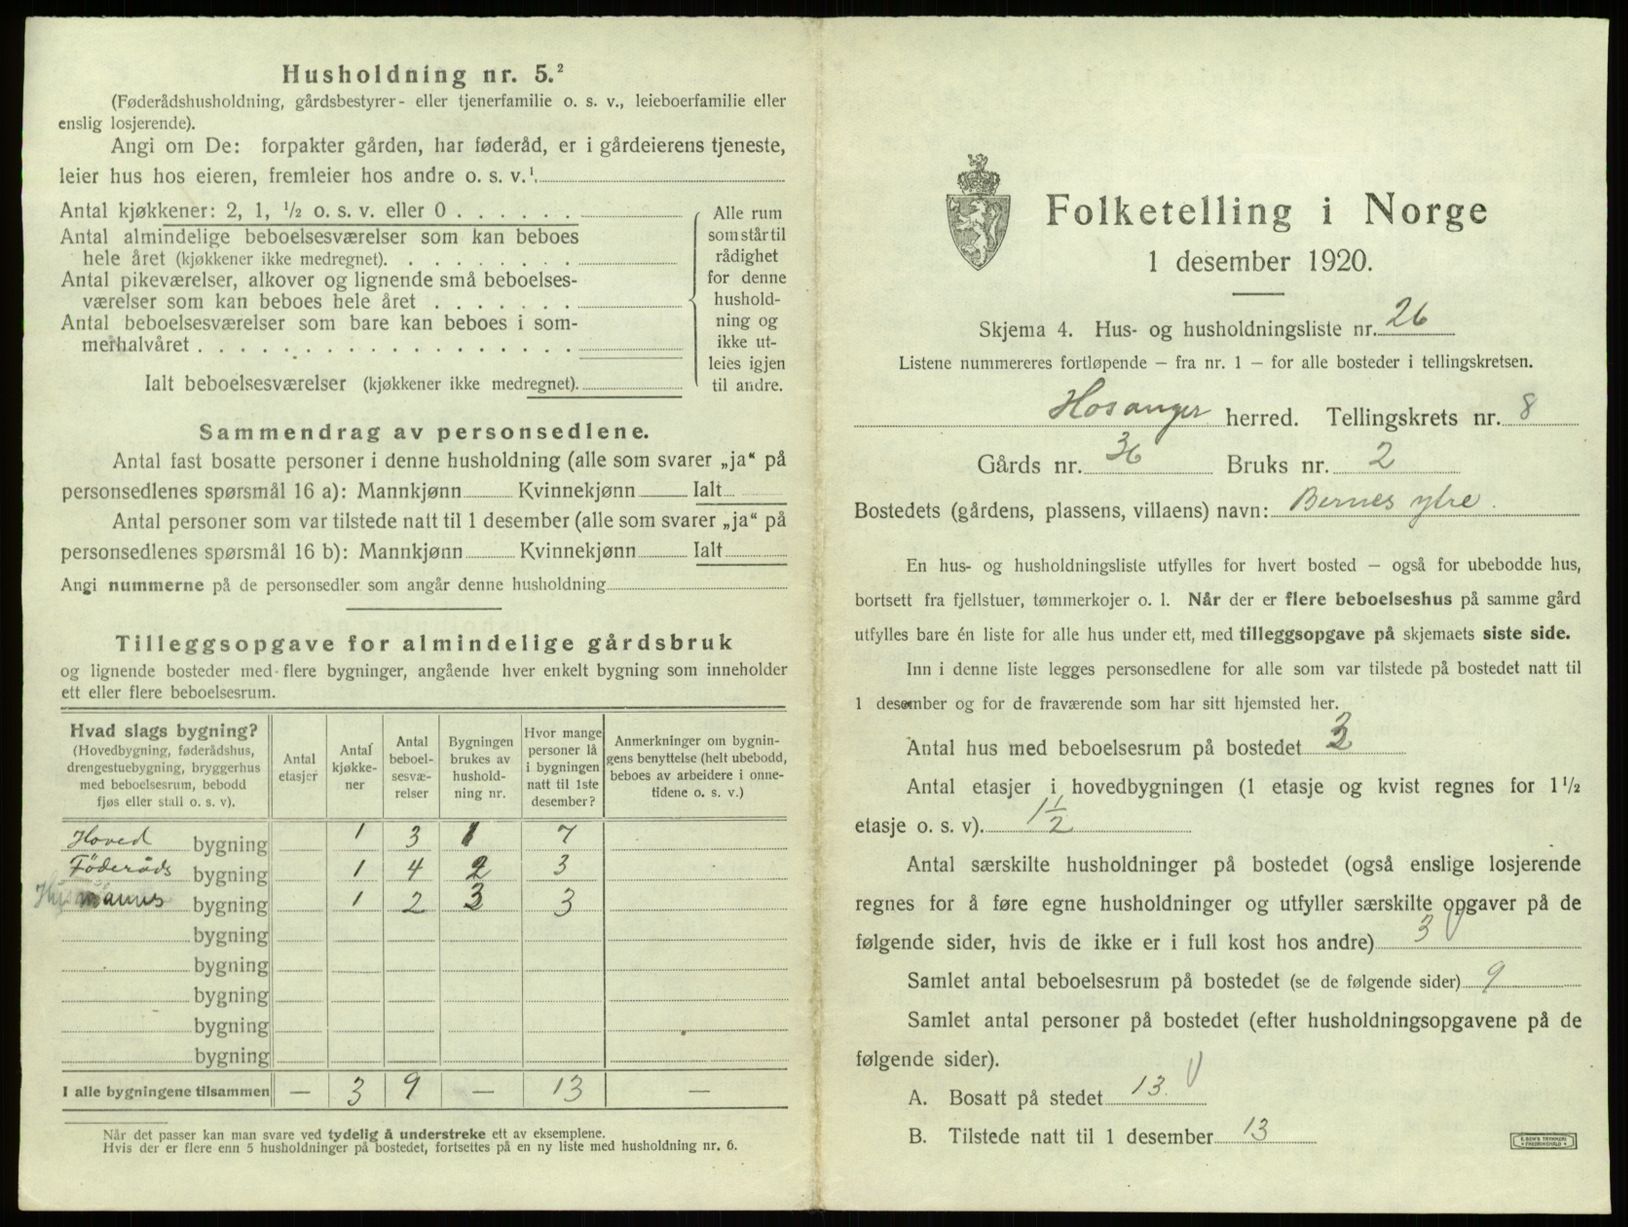 Husholdning nr. 5.²
(Føderådshusholdning, gårdsbestyrer- eller tjenerfamilie o. s. v., leieboerfamilie eller
enslig losjerende).
Angi om De: forpakter gården, har føderåd, er i gårdeierens tjeneste,
leier hus hos eieren, fremleier hos andre o. s. v.¹
Antal kjøkkener: 2, 1, ½ o. s. v. eller 0 . . . . . .
Antal almindelige beboelsesværelser som kan beboes
hele året (kjøkkener ikke medregnet). . . . . . . . .
Antal pikeværelser, alkover og lignende små beboelses-
værelser som kan beboes hele året . . . . . . .
Antal beboelsesværelser som bare kan beboes i som-
merhalvåret . . . . . . . . . . . . . . . . . .
Ialt beboelsesværelser (kjøkkener ikke medregnet).
Alle rum
som står til
rådighet
for denne
hushold-
ning og
ikke ut-
leies igjen
til andre.
Sammendrag av personsedlene.
Antal fast bosatte personer i denne husholdning (alle som svarer „ja“ på
personsedlenes spørsmål 16 a): Mannkjønn Kvinnekjønn Ialt
Antal personer som var tilstede natt til 1 desember (alle som svarer „ja“ på
personsedlenes spørsmål 16 b): Mannkjønn Kvinnekjønn Ialt
Angi nummerne på de personsedler som angår denne husholdning
Tilleggsopgave for almindelige gårdsbruk
og lignende bosteder med flere bygninger, angående hver enkelt bygning som inneholder
ett eller flere beboelsesrum.
Hvad slags bygning?
(Hovedbygning, føderådshus,
drengestuebygning, bryggerhus
med beboelsesrum, bebodd
fjøs eller stall o. s. v).
Antal
etasjer
Antal
kjøkke-
ner
Antal
beboel-
sesvæ-
relser
Bygningen
brukes av
hushold-
ning nr.
Hvor mange
personer lå
i bygningen
natt til 1ste
desember?
Anmerkninger om bygnin-
gens benyttelse (helt ubebodd,
beboes av arbeidere i onne-
tidene o. s. v.)
Hoved bygning 1 3 1 7
Föderåds bygning 1 4 2 3
Husmanns bygning 1 2 3 3
bygning
bygning
bygning
bygning
bygning
I alle bygningene tilsammen — 3 9 — 13 —
Når det passer kan man svare ved tydelig å understreke ett av eksemplene.
Hvis der er flere enn 5 husholdninger på bostedet, fortsettes på en ny liste med husholdning nr. 6.
Folketelling i Norge
1 desember 1920.
Skjema 4. Hus- og husholdningsliste nr. 26
Listene nummereres fortløpende — fra nr. 1 — for alle bosteder i tellingskretsen.
Hosanger herred. Tellingskrets nr. 8
Gårds nr. 36 Bruks nr. 2
Bostedets (gårdens, plassens, villaens) navn: Bernes ytre.
En hus- og husholdningsliste utfylles for hvert bosted — også for ubebodde hus,
bortsett fra fjellstuer, tømmerkojer o. l. Når der er flere beboelseshus på samme gård
utfylles bare én liste for alle hus under ett, med tilleggsopgave på skjemaets siste side.
Inn i denne liste legges personsedlene for alle som var tilstede på bostedet natt til
1 desember og for de fraværende som har sitt hjemsted her.
Antal hus med beboelsesrum på bostedet 3
Antal etasjer i hovedbygningen (1 etasje og kvist regnes for 1 ½
etasje o. s. v). 1 ½
Antal særskilte husholdninger på bostedet (også enslige losjerende
regnes for å føre egne husholdninger og utfyller særskilte opgaver på de
følgende sider, hvis de ikke er i full kost hos andre) 3
Samlet antal beboelsesrum på bostedet (se de følgende sider) 9
Samlet antal personer på bostedet (efter husholdningsopgavene på de
følgende sider).
A. Bosatt på stedet 13.
B. Tilstede natt til 1 desember 13